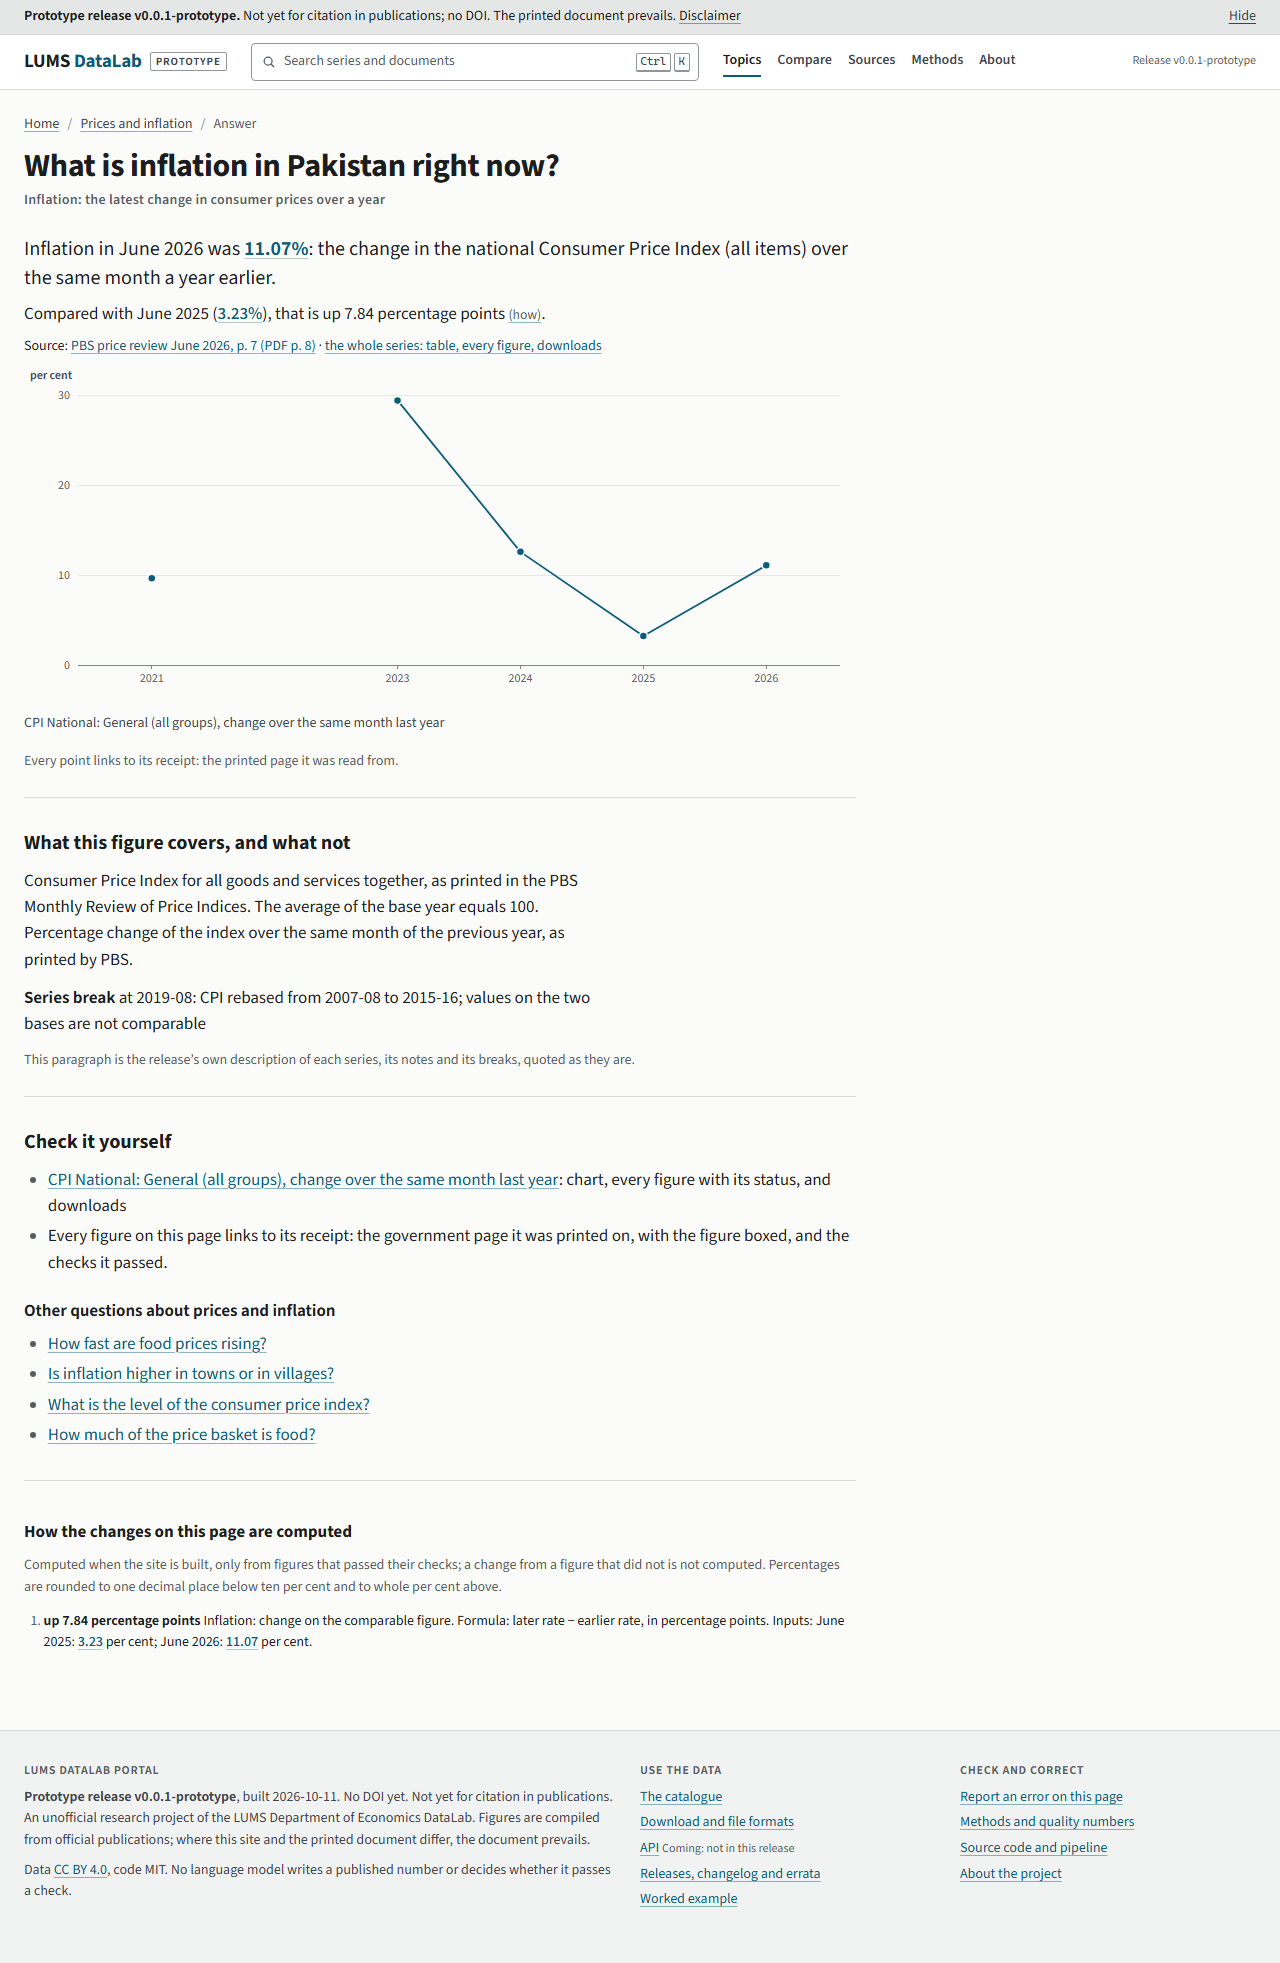 Prototype release v0.0.1-prototype. Not yet for citation in publications; no DOI. The printed document prevails. Disclaimer
Hide
LUMS DataLab PROTOTYPE
Search series and documents Ctrl K
Topics Compare Sources Methods About
Release v0.0.1-prototype
Home / Prices and inflation / Answer
What is inflation in Pakistan right now?
Inflation: the latest change in consumer prices over a year
Inflation in June 2026 was 11.07%: the change in the national Consumer Price Index (all items) over
the same month a year earlier.
Compared with June 2025 (3.23%), that is up 7.84 percentage points (how).
Source: PBS price review June 2026, p. 7 (PDF p. 8) · the whole series: table, every figure, downloads
per cent
30
20
10
0
2021 2023 2024 2025 2026
CPI National: General (all groups), change over the same month last year
Every point links to its receipt: the printed page it was read from.
What this figure covers, and what not
Consumer Price Index for all goods and services together, as printed in the PBS
Monthly Review of Price Indices. The average of the base year equals 100.
Percentage change of the index over the same month of the previous year, as
printed by PBS.
Series break at 2019-08: CPI rebased from 2007-08 to 2015-16; values on the two
bases are not comparable
This paragraph is the release’s own description of each series, its notes and its breaks, quoted as they are.
Check it yourself
• CPI National: General (all groups), change over the same month last year: chart, every figure with its status, and
downloads
• Every figure on this page links to its receipt: the government page it was printed on, with the figure boxed, and the
checks it passed.
Other questions about prices and inflation
• How fast are food prices rising?
• Is inflation higher in towns or in villages?
• What is the level of the consumer price index?
• How much of the price basket is food?
How the changes on this page are computed
Computed when the site is built, only from figures that passed their checks; a change from a figure that did not is not computed. Percentages
are rounded to one decimal place below ten per cent and to whole per cent above.
1. up 7.84 percentage points Inflation: change on the comparable figure. Formula: later rate − earlier rate, in percentage points. Inputs: June
2025: 3.23 per cent; June 2026: 11.07 per cent.
LUMS DATALAB PORTAL
Prototype release v0.0.1-prototype, built 2026-10-11. No DOI yet. Not yet for citation in publications.
An unofficial research project of the LUMS Department of Economics DataLab. Figures are compiled
from official publications; where this site and the printed document differ, the document prevails.
Data CC BY 4.0, code MIT. No language model writes a published number or decides whether it passes
a check.
USE THE DATA
The catalogue
Download and file formats
API Coming: not in this release
Releases, changelog and errata
Worked example
CHECK AND CORRECT
Report an error on this page
Methods and quality numbers
Source code and pipeline
About the project